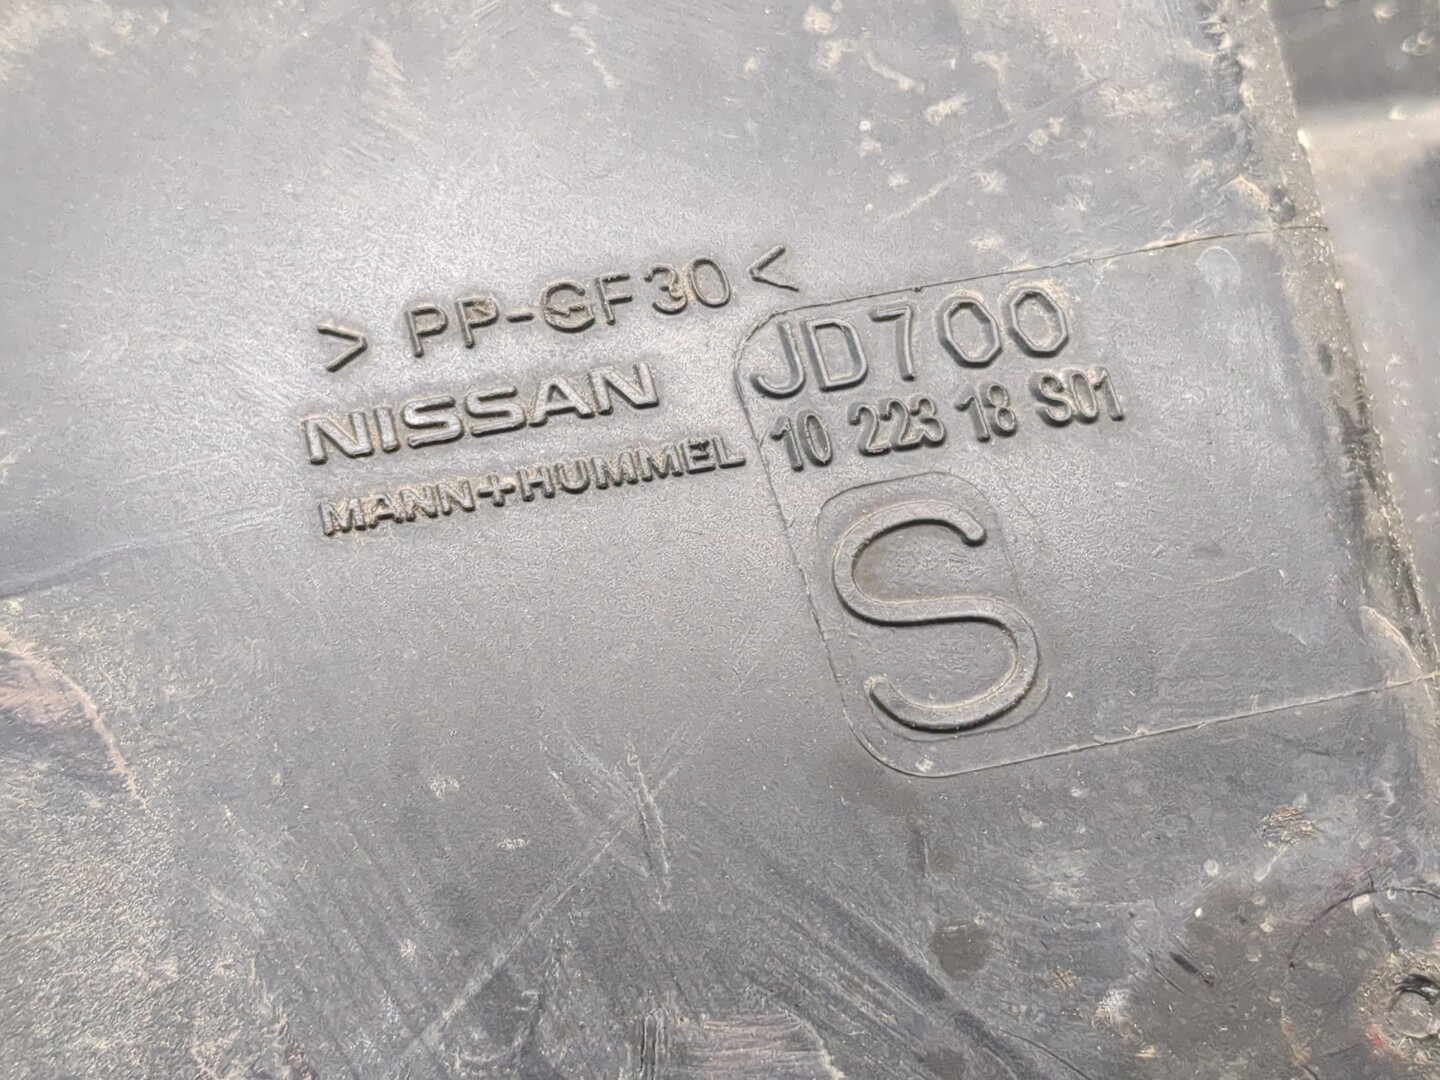 >PP-GF30<
NISSAN
MANN+HUMMEL
JD700
10 223 18 S01
S